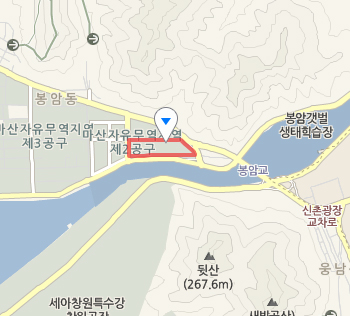 봉암동
마산자유무역지역
제3공구
마산자유무역지역
제2공구
봉암갯벌
생태학습장
봉암교
신촌광장
교차로
웅남
뒷산
(267.6m)
세아창원특수강